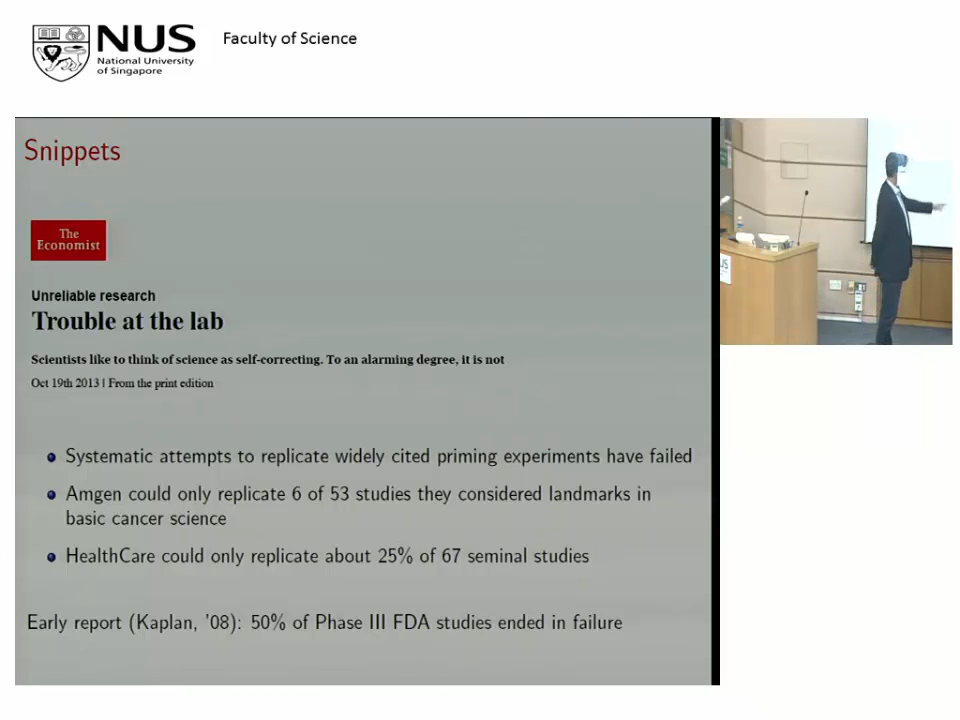 NUS
National University
of Singapore
Faculty of Science
Snippets
The
Economist
Unreliable research
Trouble at the lab
Scientists like to think of science as self-correcting. To an alarming degree, it is not
Oct 19th 2013 | From the print edition
Systematic attempts to replicate widely cited priming experiments have failed
Amgen could only replicate 6 of 53 studies they considered landmarks in
basic cancer science
HealthCare could only replicate about 25% of 67 seminal studies
Early report (Kaplan, '08): 50% of Phase III FDA studies ended in failure